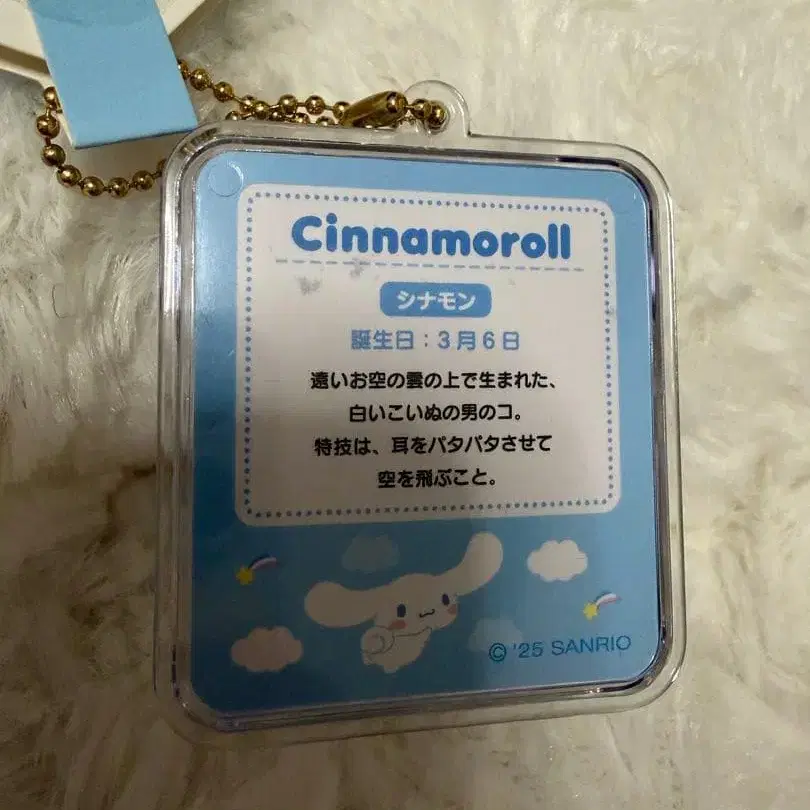 Cinnamoroll
シナモン
誕生日：3月6日
遠いお空の雲の上で生まれた、
白いこいぬの男のコ。
特技は、耳をパタパタさせて
空を飛ぶこと。
© '25 SANRIO